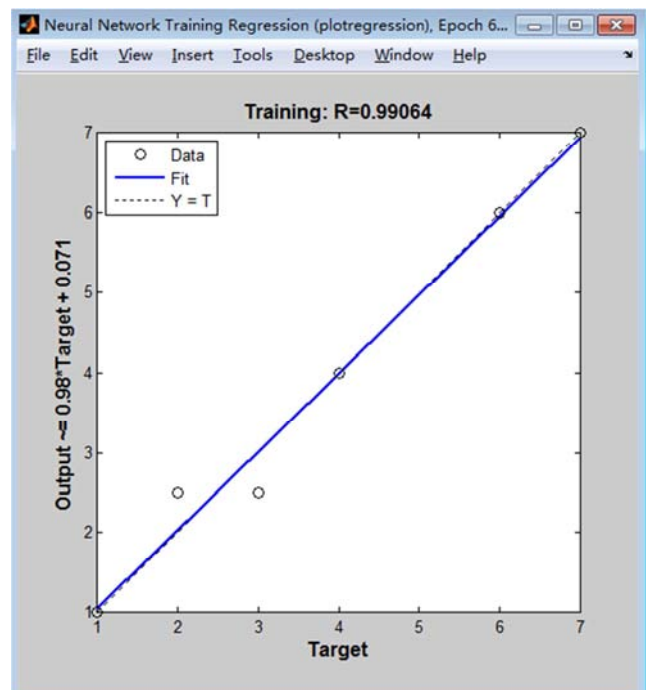 Neural Network Training Regression (plotregression), Epoch 6...
File Edit View Insert Tools Desktop Window Help
Training: R=0.99064
Data
Fit
Y = T
Output ~= 0.98*Target + 0.071
7
6
5
4
3
2
1
1 2 3 4 5 6 7
Target